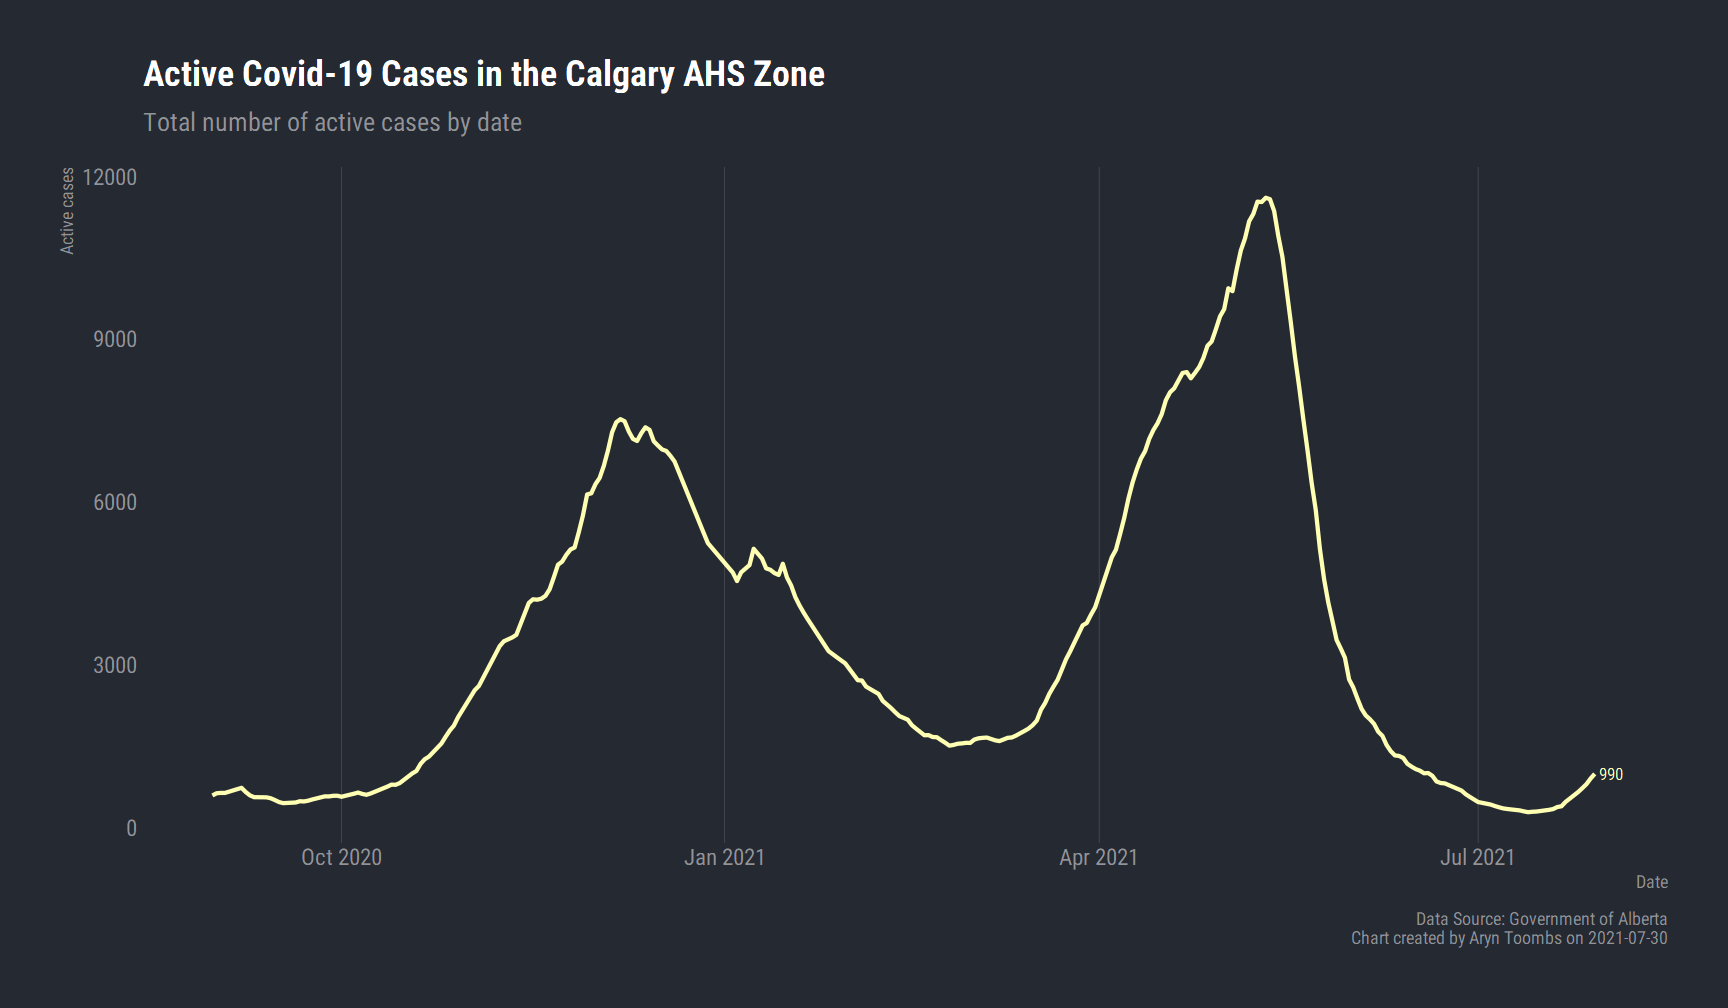 Active Covid-19 Cases in the Calgary AHS Zone
Total number of active cases by date
Active cases
12000
9000
6000
3000
0
990
Oct 2020
Jan 2021
Apr 2021
Jul 2021
Date
Data Source: Government of Alberta
Chart created by Aryn Toombs on 2021-07-30